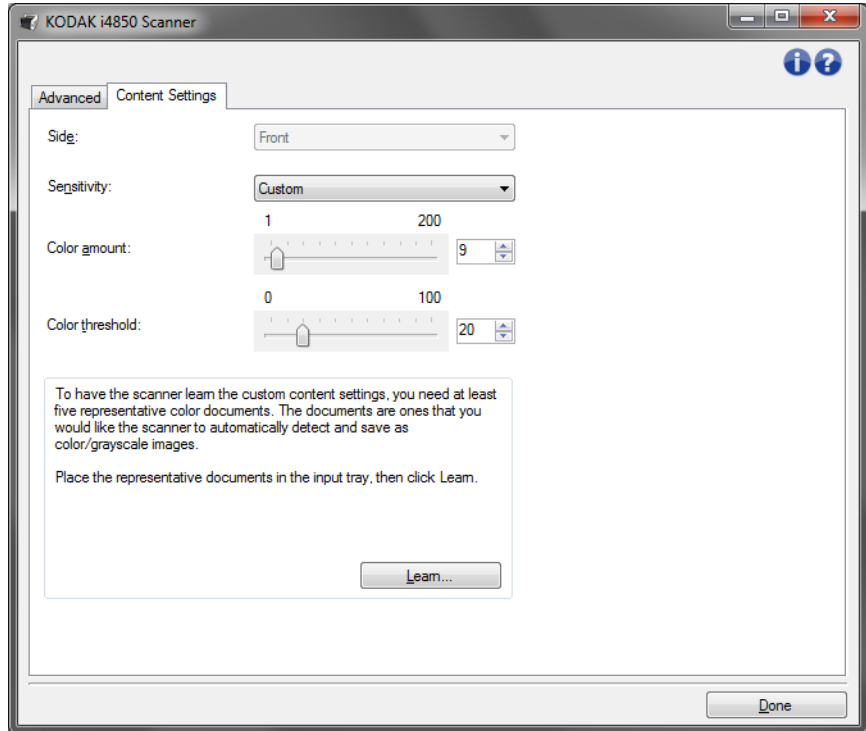 KODAK i4850 Scanner
Advanced
Content Settings
Side:
Front
Sensitivity:
Custom
1 200
Color amount:
9
0 100
Color threshold:
20
To have the scanner learn the custom content settings, you need at least
five representative color documents. The documents are ones that you
would like the scanner to automatically detect and save as
color/grayscale images.
Place the representative documents in the input tray, then click Learn.
Learn...
Done